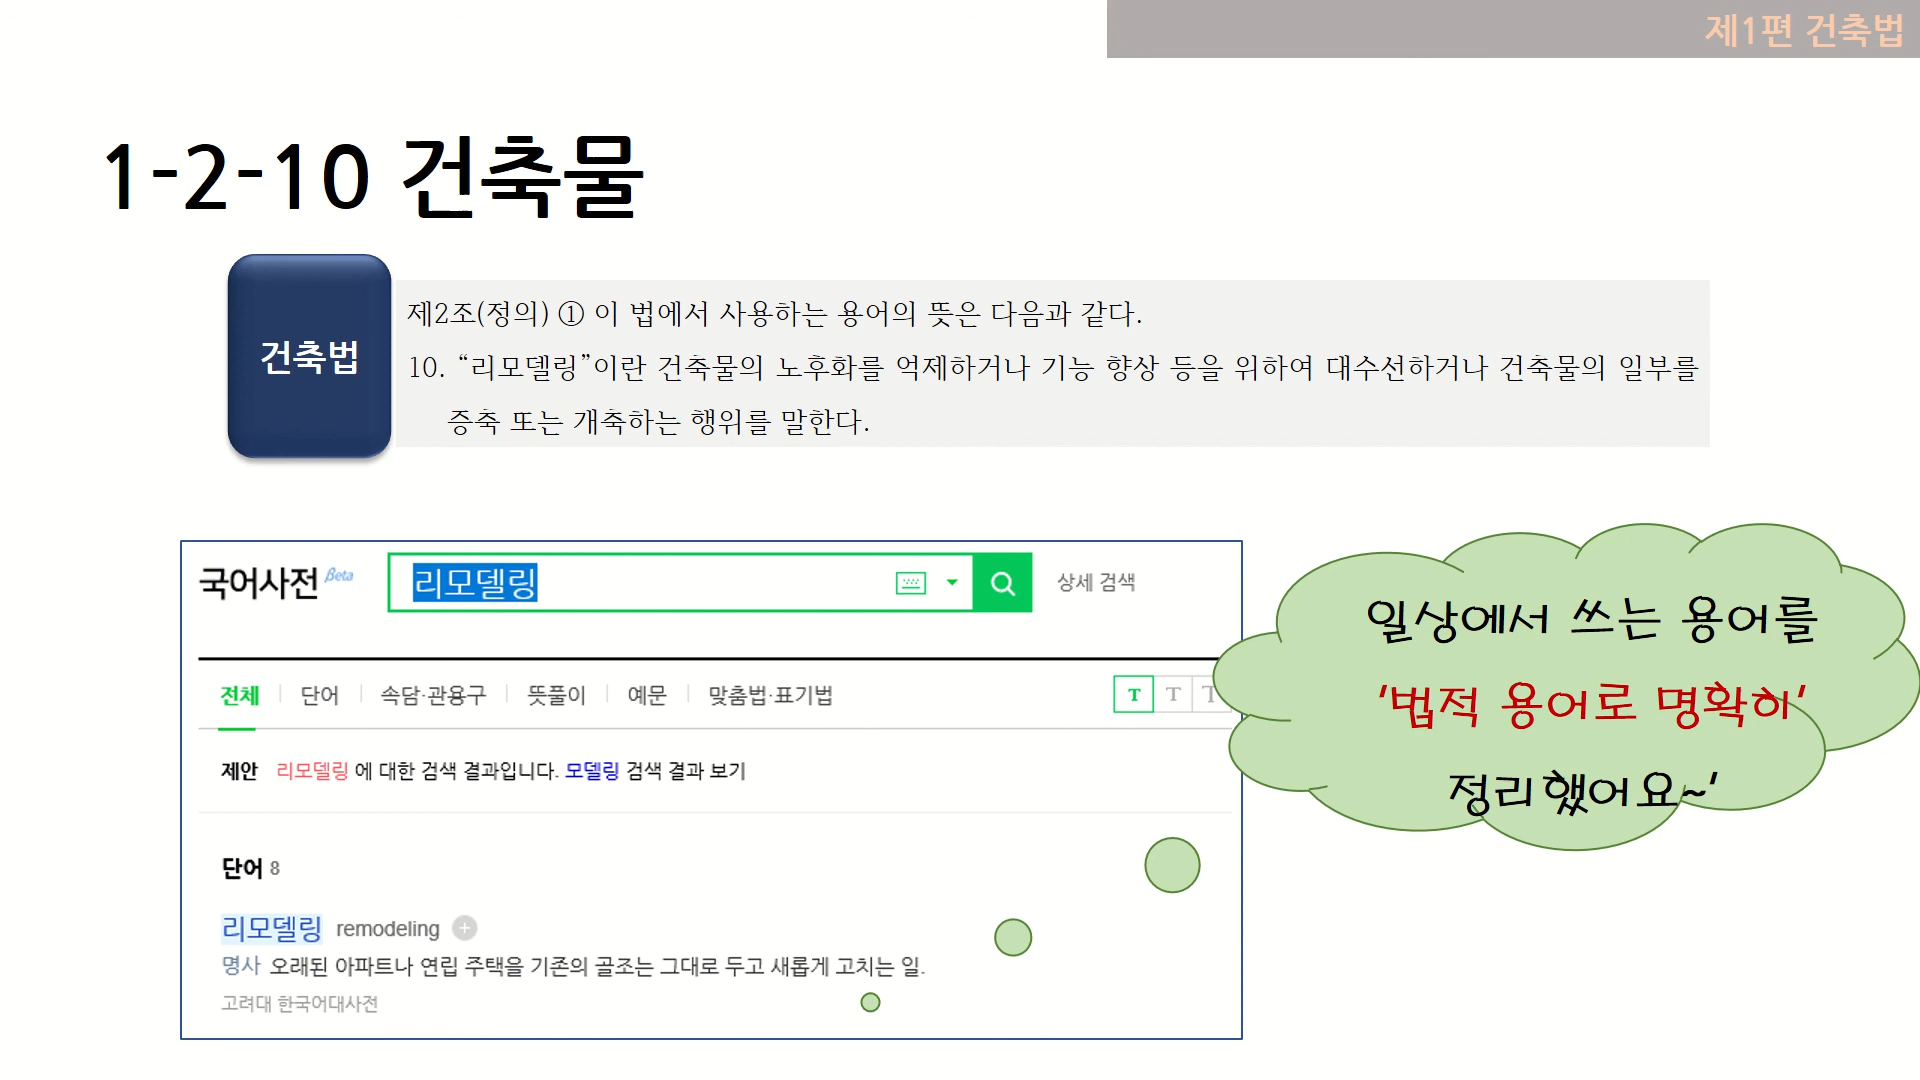 제1편 건축법
1-2-10 건축물
건축법
제2조(정의) ① 이 법에서 사용하는 용어의 뜻은 다음과 같다.
10. “리모델링”이란 건축물의 노후화를 억제하거나 기능 향상 등을 위하여 대수선하거나 건축물의 일부를
증축 또는 개축하는 행위를 말한다.
국어사전 Beta
리모델링
상세 검색
전체 단어 속담·관용구 뜻풀이 예문 맞춤법·표기법 T T T
제안 리모델링 에 대한 검색 결과입니다. 모델링 검색 결과 보기
단어 8
리모델링 remodeling +
명사 오래된 아파트나 연립 주택을 기존의 골조는 그대로 두고 새롭게 고치는 일.
고려대 한국어대사전
일상에서 쓰는 용어를
‘법적 용어로 명확히’
정리했어요~’